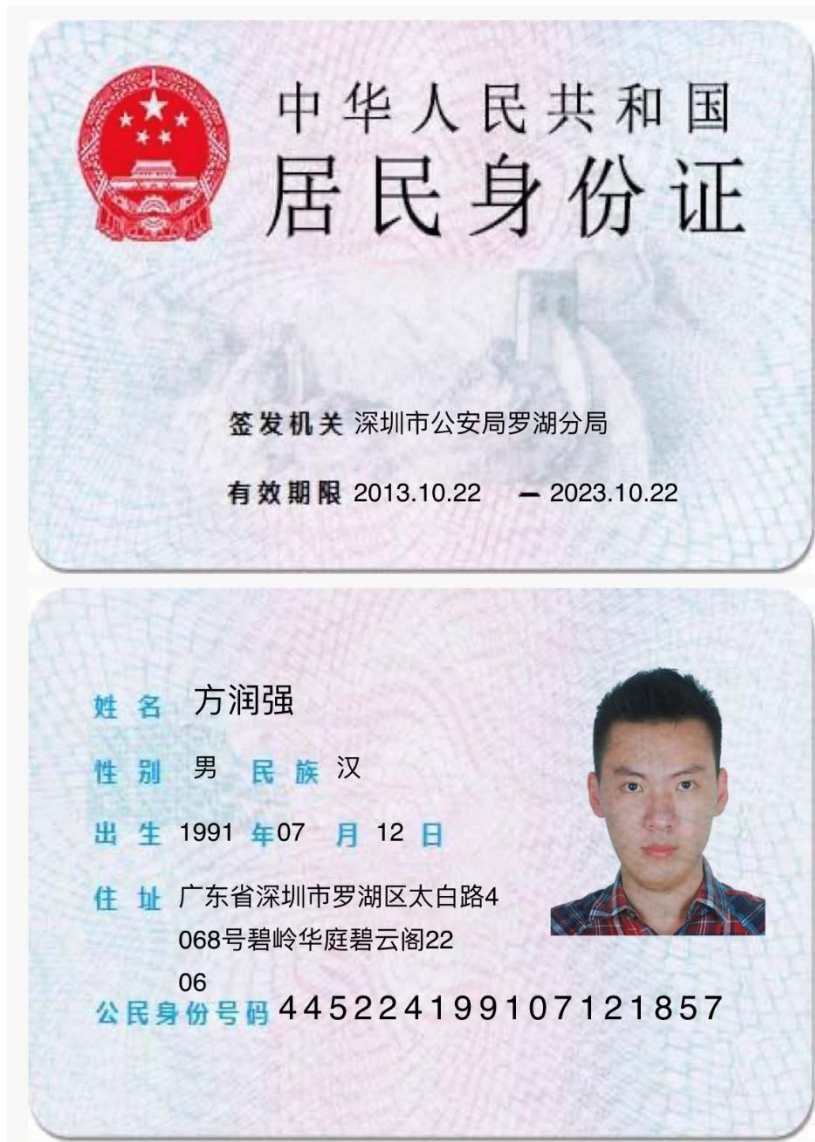 中华人民共和国
居民身份证
签发机关 深圳市公安局罗湖分局
有效期限 2013.10.22 － 2023.10.22
姓名 方润强
性别 男 民族 汉
出生 1991 年07 月 12 日
住址 广东省深圳市罗湖区太白路4
068号碧岭华庭碧云阁22
06
公民身份号码 445224199107121857